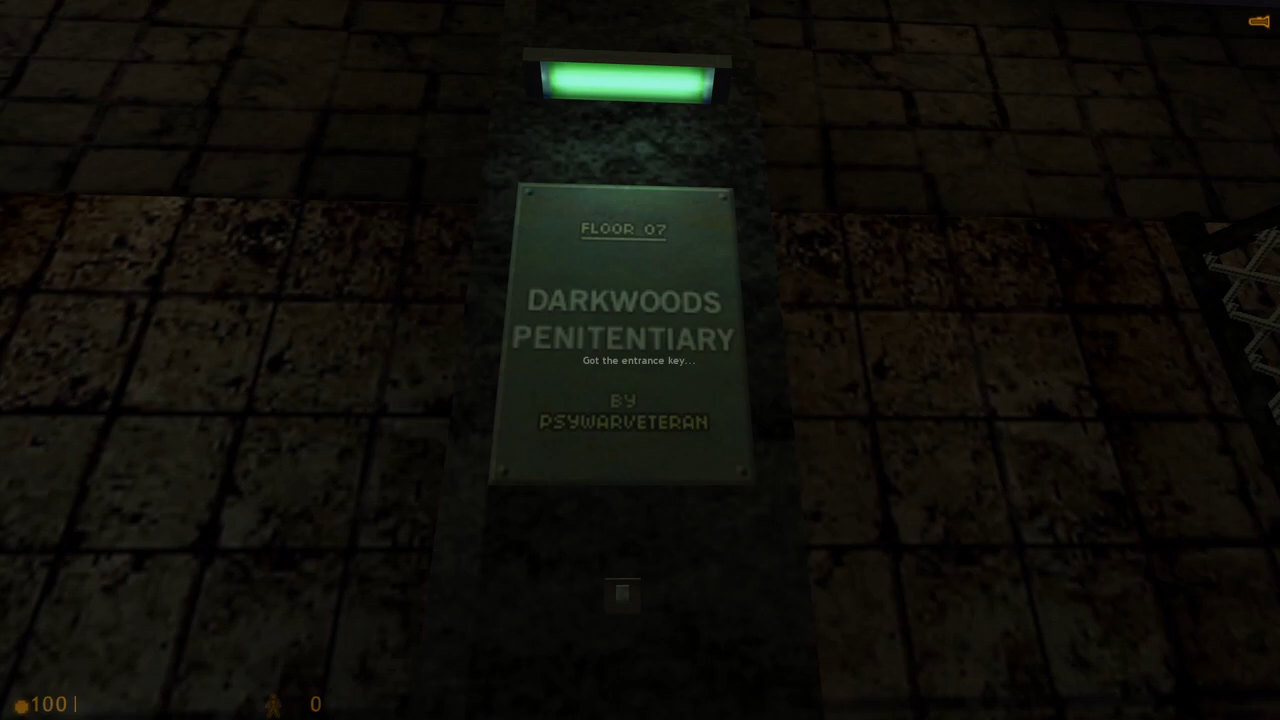 FLOOR 07
DARKWOODS
PENITENTIARY
Got the entrance key...
BY
PSYWARVETERAN
100
0